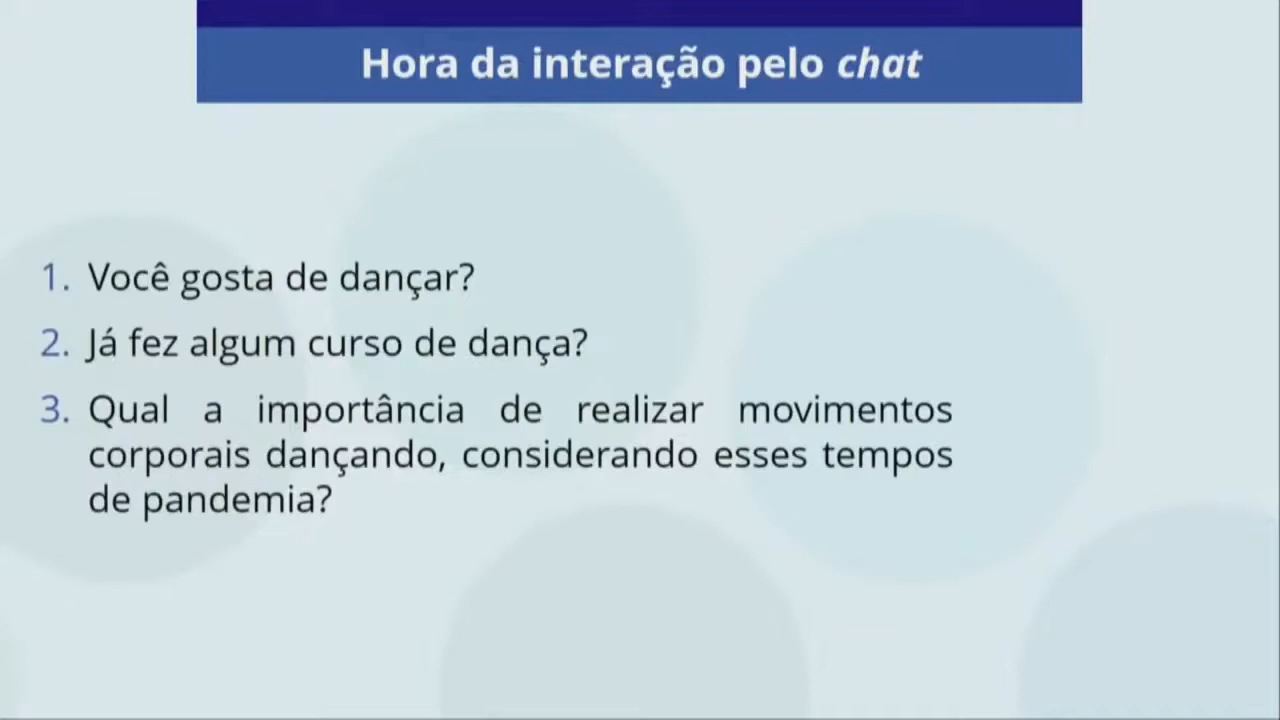 Hora da interação pelo chat
1. Você gosta de dançar?
2. Já fez algum curso de dança?
3. Qual a importância de realizar movimentos
corporais dançando, considerando esses tempos
de pandemia?